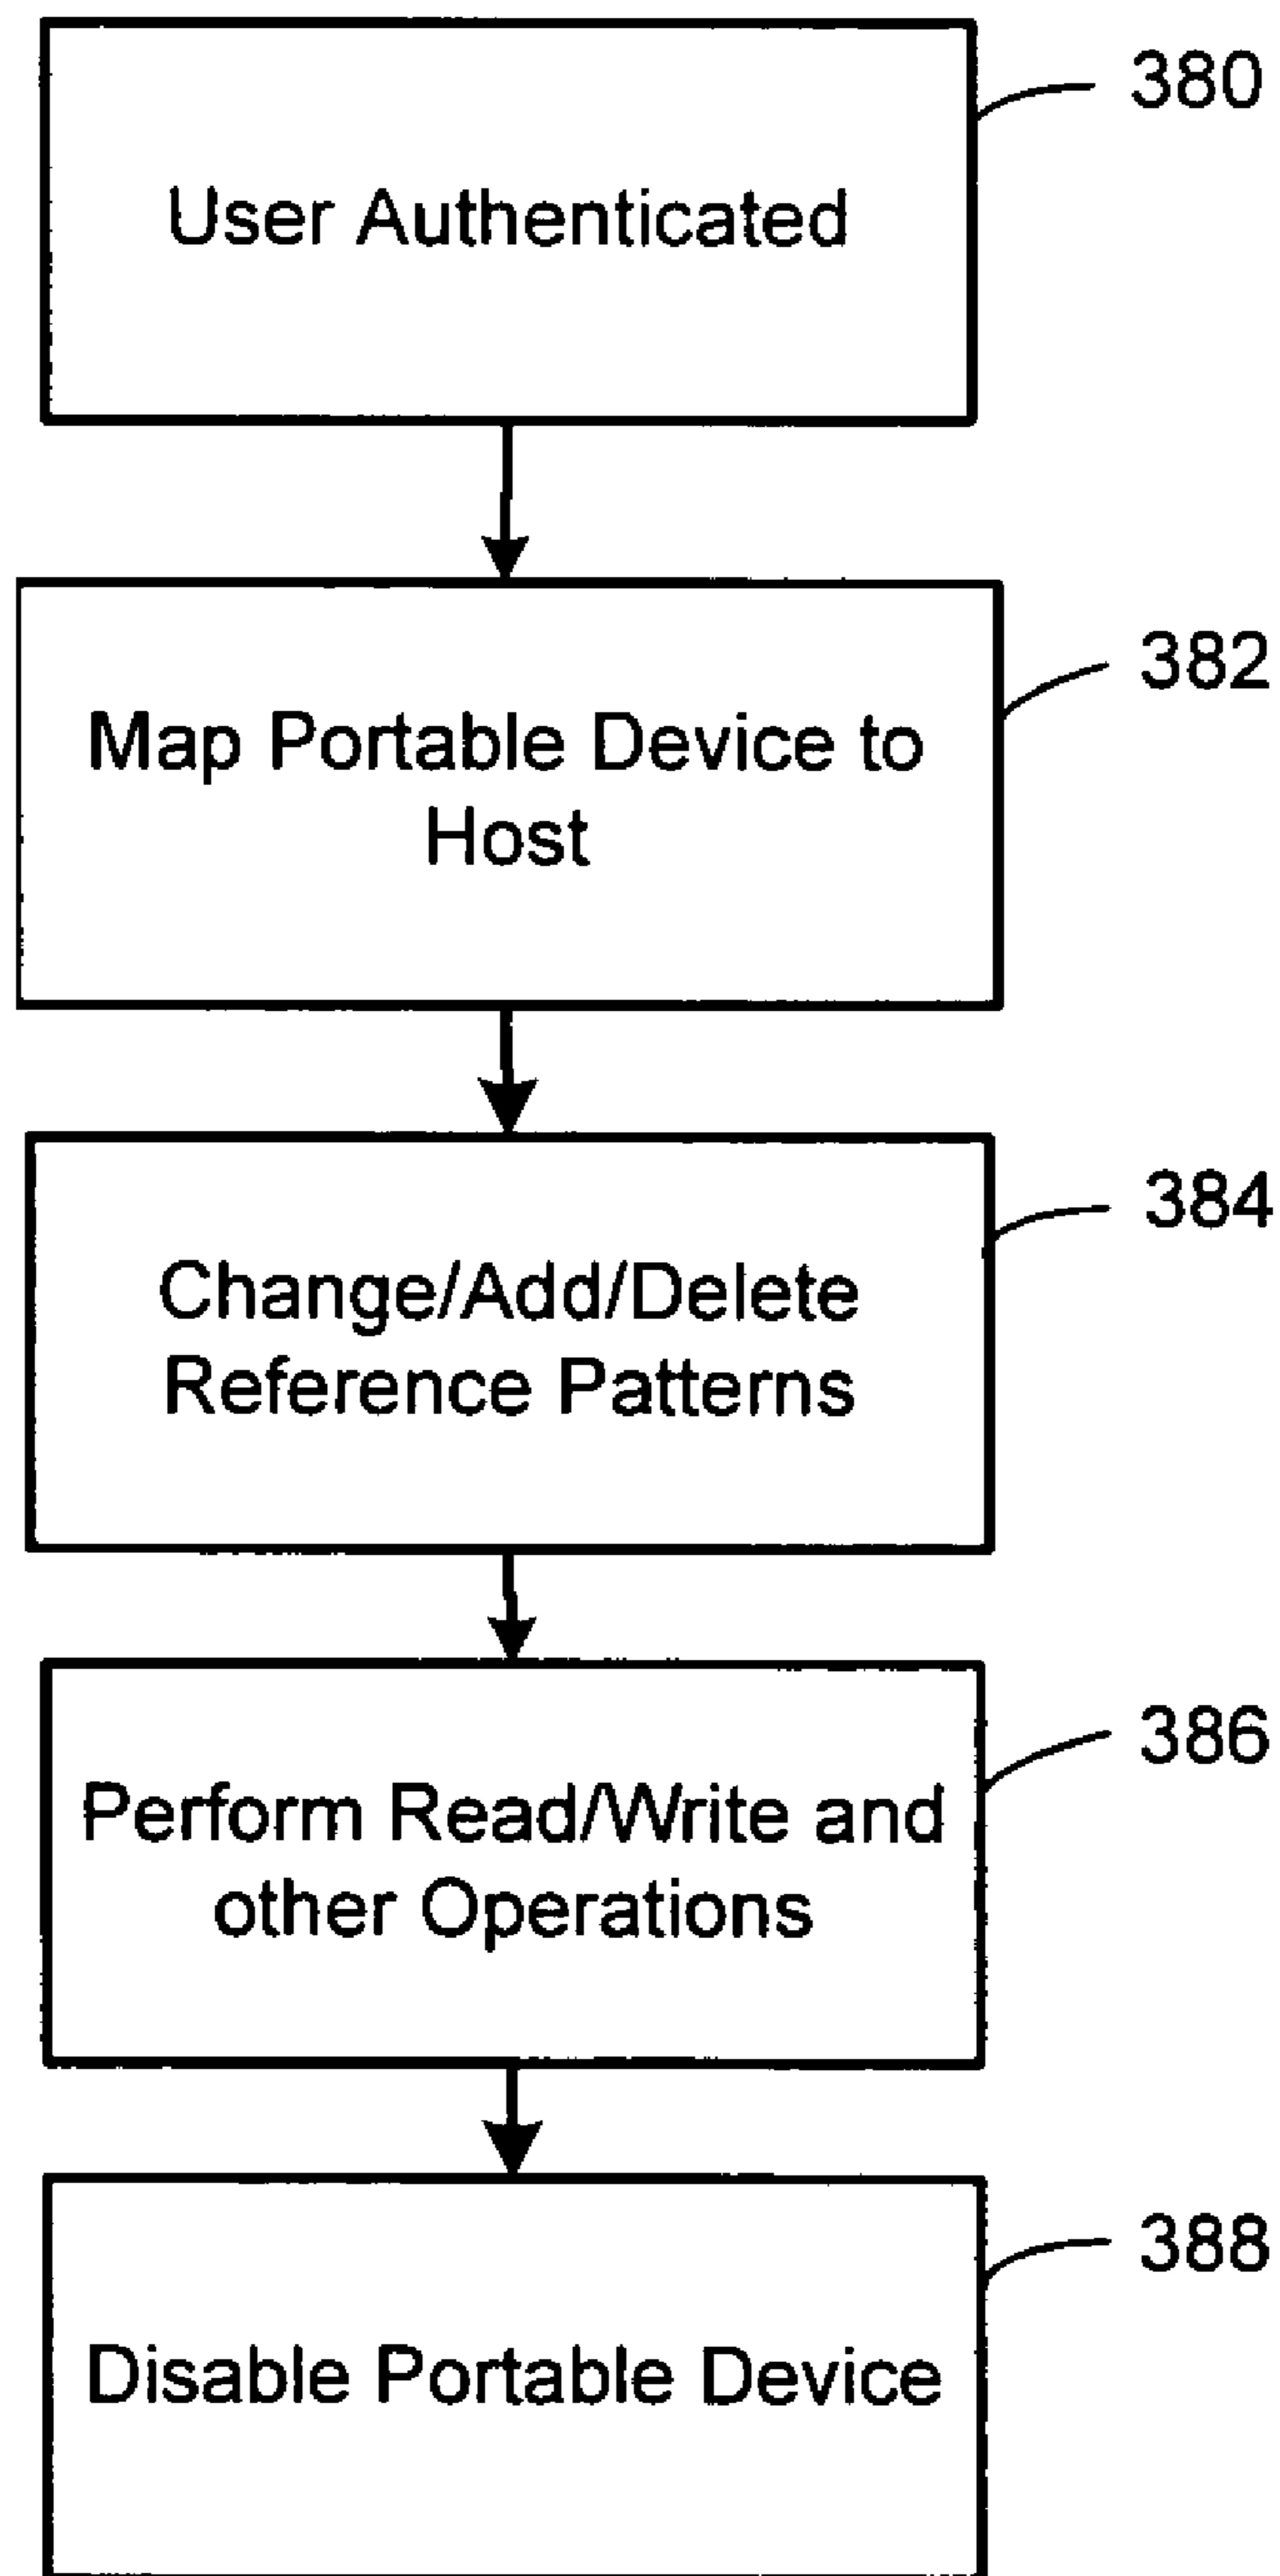 380
User Authenticated
382
Map Portable Device to
Host
384
Change/Add/Delete
Reference Patterns
386
Perform Read/Write and
other Operations
388
Disable Portable Device